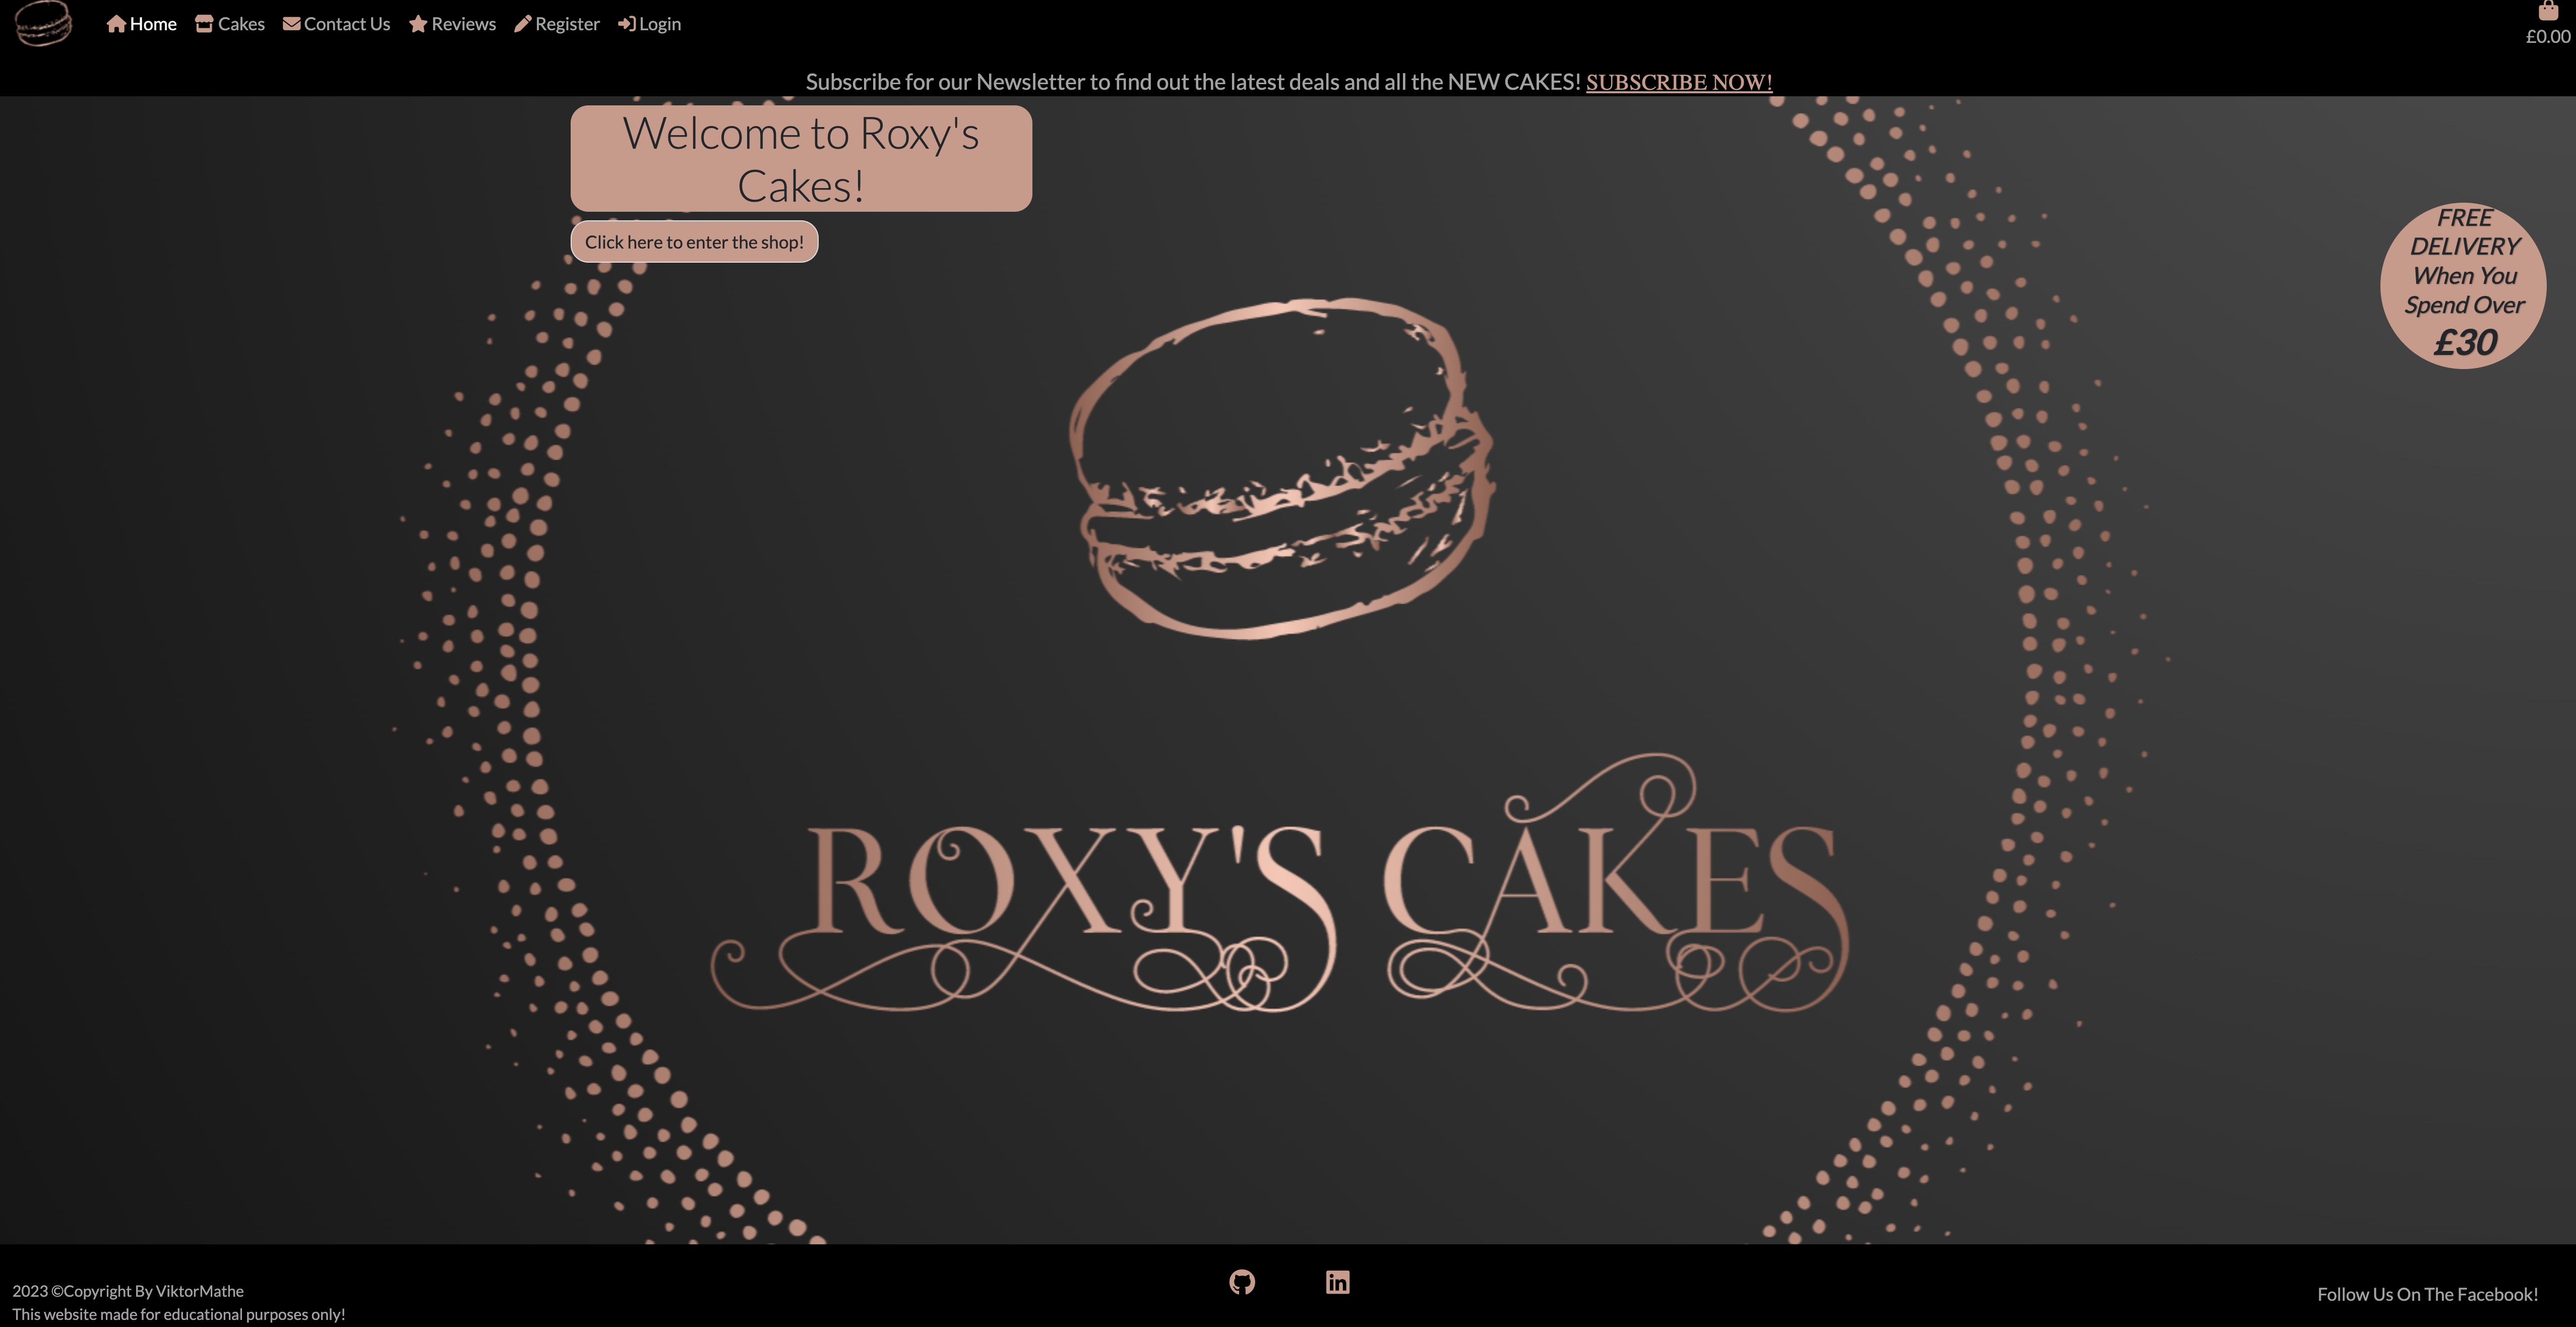 Home Cakes Contact Us Reviews Register Login
£0.00
Subscribe for our Newsletter to find out the latest deals and all the NEW CAKES! SUBSCRIBE NOW!
Welcome to Roxy's
Cakes!
Click here to enter the shop!
FREE
DELIVERY
When You
Spend Over
£30
ROXY'S CAKES
in
2023 ©Copyright By ViktorMathe
This website made for educational purposes only!
Follow Us On The Facebook!